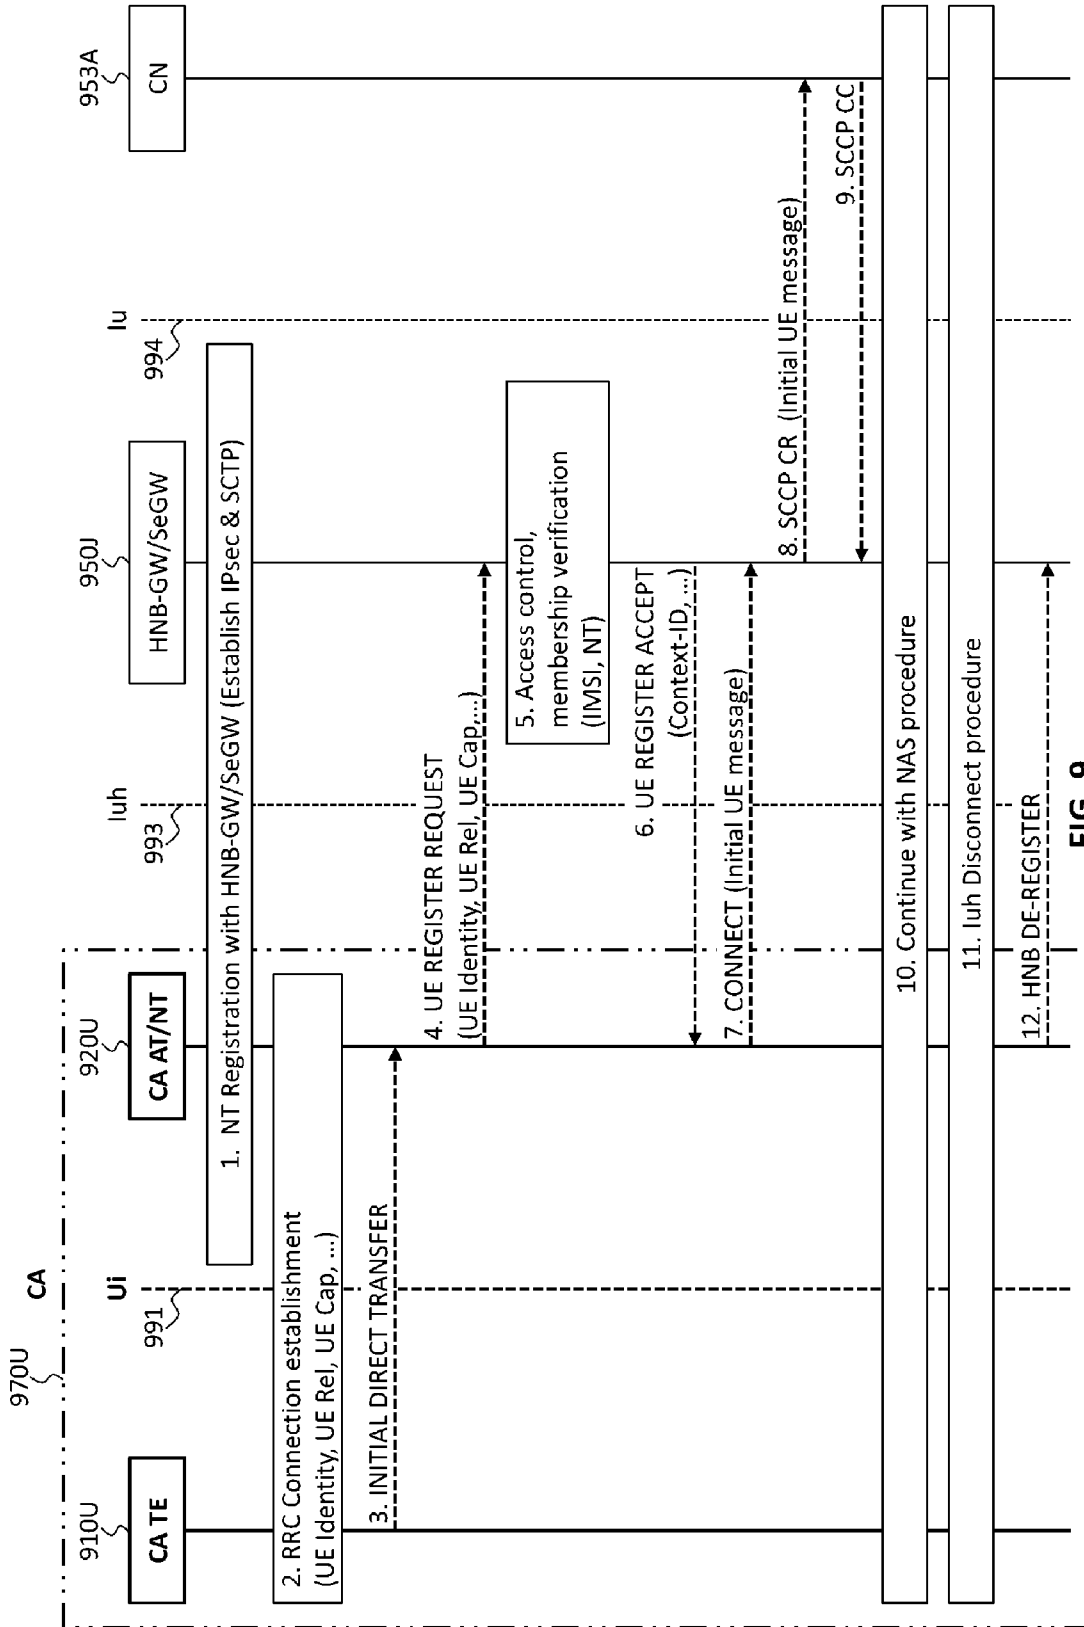 970U
CA
910U
CA TE
991
Ui
920U
CA AT/NT
993
Iuh
950J
HNB-GW/SeGW
994
Iu
953A
CN
1. NT Registration with HNB-GW/SeGW (Establish IPsec & SCTP)
2. RRC Connection establishment
(UE Identity, UE Rel, UE Cap, ...)
3. INITIAL DIRECT TRANSFER
4. UE REGISTER REQUEST
(UE Identity, UE Rel, UE Cap,...)
5. Access control,
membership verification
(IMSI, NT)
6. UE REGISTER ACCEPT
(Context-ID, ...)
7. CONNECT (Initial UE message)
8. SCCP CR (Initial UE message)
9. SCCP CC
10. Continue with NAS procedure
11. Iuh Disconnect procedure
12. HNB DE-REGISTER
FIG. 9